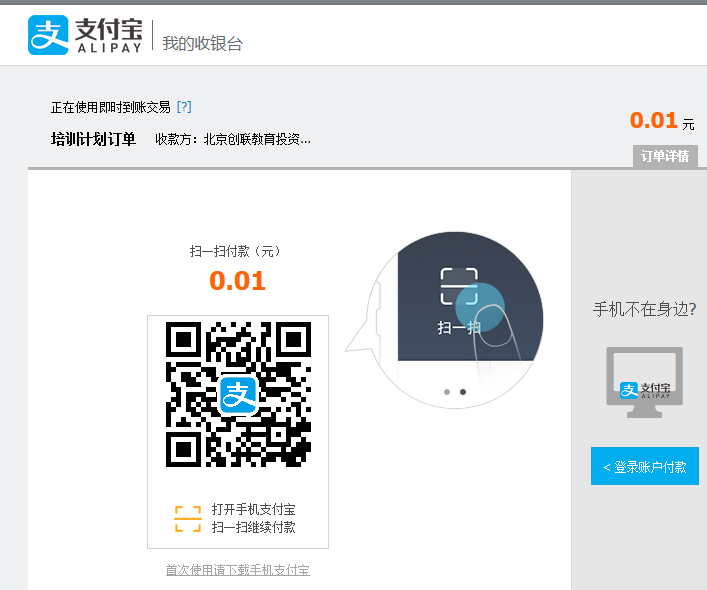 支付宝
ALIPAY
我的收银台
正在使用即时到账交易 [?]
0.01 元
培训计划订单 收款方：北京创联教育投资...
订单详情
扫一扫付款（元）
0.01
支
扫一扫
打开手机支付宝
扫一扫继续付款
首次使用请下载手机支付宝
手机不在身边?
支付宝
ALIPAY
< 登录账户付款